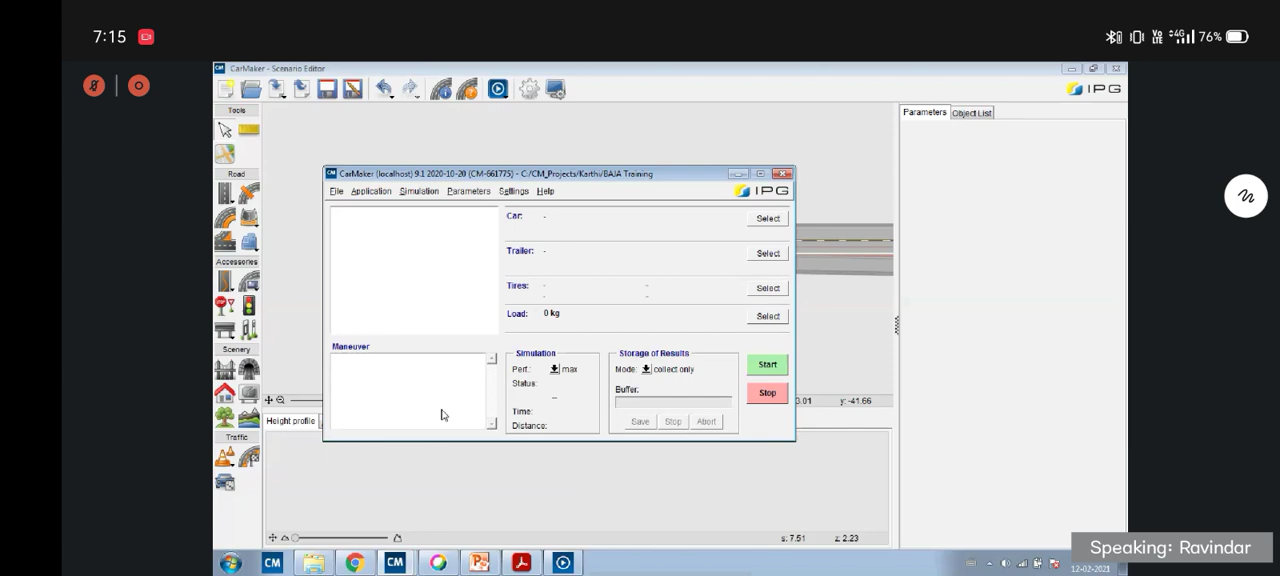 7:15
4G 76%
CarMaker - Scenario Editor
IPG
Tools
Parameters
Object List
Road
CarMaker (localhost) 9.1 2020-10-20 (CM-661775) - C:/CM_Projects/Karthi/BAJA Training
File Application Simulation Parameters Settings Help
IPG
Car: - Select
Trailer: - Select
Accessories
Tires: - - Select
- -
Load: 0 kg Select
Scenery
Maneuver
Simulation
Perf.: max
Status:
--
Time:
Distance:
Storage of Results
Mode: collect only
Buffer:
Save Stop Abort
Start
Stop
3.01 y: -41.66
Height profile
Traffic
s: 7.51 z: 2.23
Speaking: Ravindar
CM CM
12-02-2021